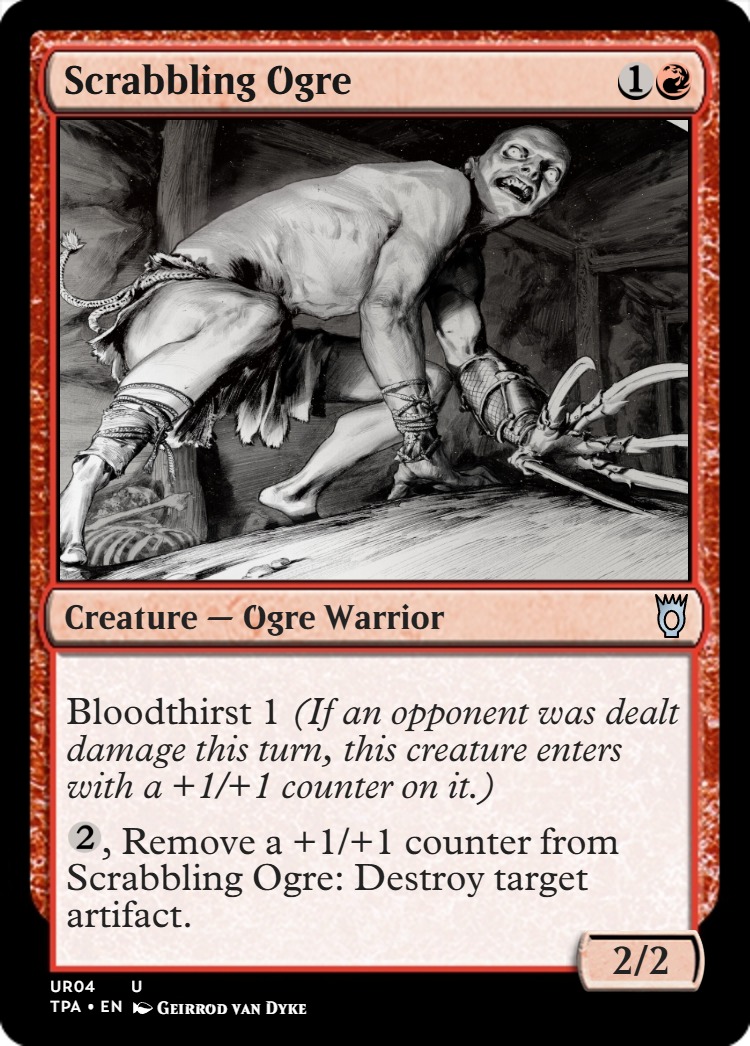 Scrabbling Ogre 1
Creature — Ogre Warrior
Bloodthirst 1 (If an opponent was dealt
damage this turn, this creature enters
with a +1/+1 counter on it.)
2, Remove a +1/+1 counter from
Scrabbling Ogre: Destroy target
artifact.
2/2
UR04 U
TPA • EN Geirrod van Dyke